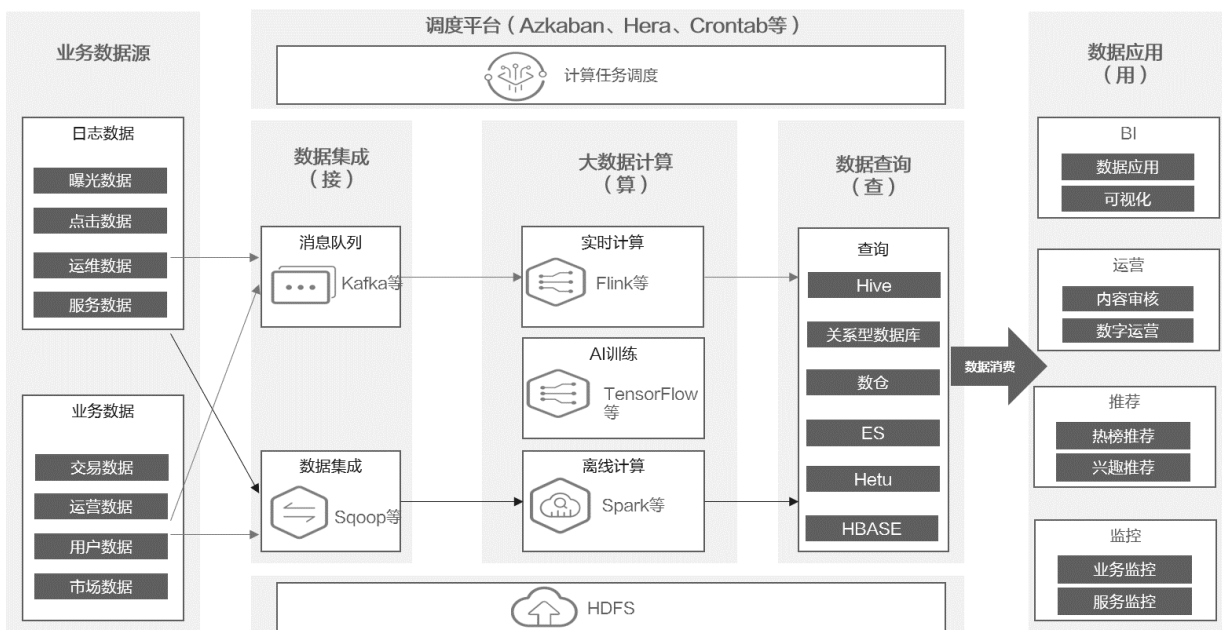 调度平台（Azkaban、Hera、Crontab等）
计算任务调度
业务数据源
日志数据
曝光数据
点击数据
运维数据
服务数据
业务数据
交易数据
运营数据
用户数据
市场数据
数据集成
（接）
消息队列
Kafka等
数据集成
Sqoop等
大数据计算
（算）
实时计算
Flink等
AI训练
TensorFlow
等
离线计算
Spark等
数据查询
（查）
查询
Hive
关系型数据库
数仓
ES
Hetu
HBASE
数据消费
数据应用
（用）
BI
数据应用
可视化
运营
内容审核
数字运营
推荐
热榜推荐
兴趣推荐
监控
业务监控
服务监控
HDFS